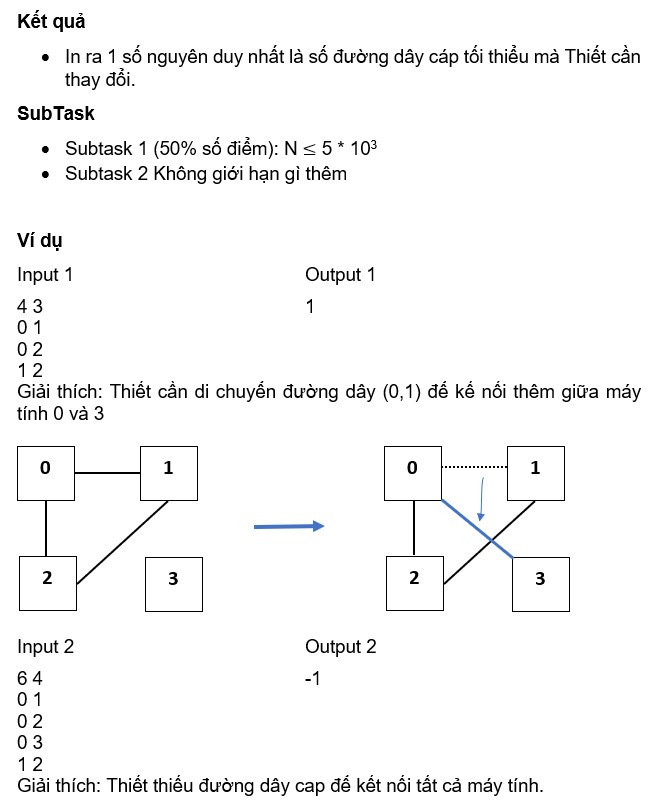 Kết quả
• In ra 1 số nguyên duy nhất là số đường dây cáp tối thiểu mà Thiết cần
thay đổi.
SubTask
• Subtask 1 (50% số điểm): N ≤ 5 * 10³
• Subtask 2 Không giới hạn gì thêm
Ví dụ
Input 1 Output 1
4 3 1
0 1
0 2
1 2
Giải thích: Thiết cần di chuyển đường dây (0,1) để kế nối thêm giữa máy
tính 0 và 3
0 1 0 1
2 3 2 3
Input 2 Output 2
6 4 -1
0 1
0 2
0 3
1 2
Giải thích: Thiết thiếu đường dây cap để kết nối tất cả máy tính.